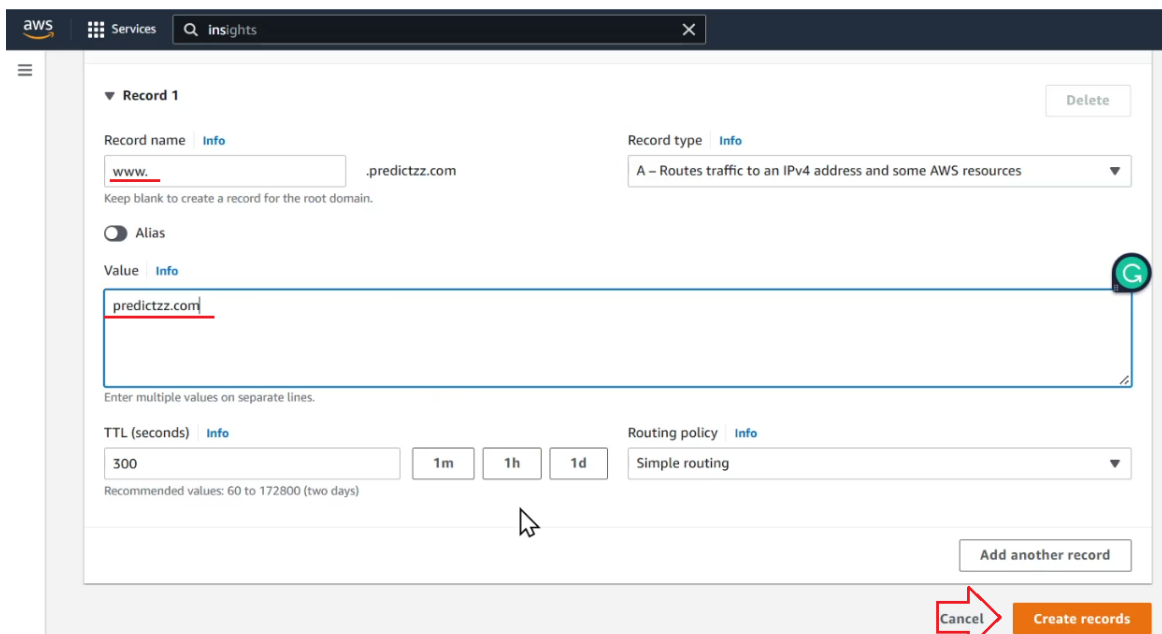 aws Services insights
Record 1
Delete
Record name Info Record type Info
www. .predictzz.com A – Routes traffic to an IPv4 address and some AWS resources
Keep blank to create a record for the root domain.
Alias
Value Info
predictzz.com
Enter multiple values on separate lines.
TTL (seconds) Info Routing policy Info
300 1m 1h 1d Simple routing
Recommended values: 60 to 172800 (two days)
Add another record
Cancel Create records